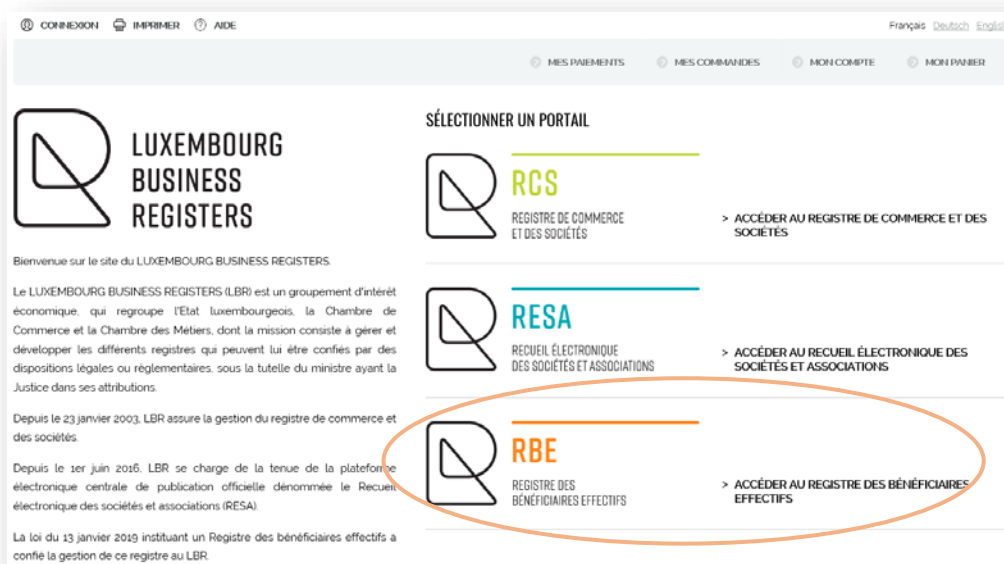 CONNEXION IMPRIMER AIDE
Français Deutsch English
MES PAIEMENTS MES COMMANDES MON COMPTE MON PANIER
LUXEMBOURG
BUSINESS
REGISTERS
Bienvenue sur le site du LUXEMBOURG BUSINESS REGISTERS.
Le LUXEMBOURG BUSINESS REGISTERS (LBR) est un groupement d'intérêt
économique, qui regroupe l'Etat luxembourgeois, la Chambre de
Commerce et la Chambre des Métiers, dont la mission consiste à gérer et
développer les différents registres qui peuvent lui être confiés par des
dispositions légales ou règlementaires, sous la tutelle du ministre ayant la
Justice dans ses attributions.
Depuis le 23 janvier 2003, LBR assure la gestion du registre de commerce et
des sociétés.
Depuis le 1er juin 2016, LBR se charge de la tenue de la plateforme
électronique centrale de publication officielle dénommée le Recueil
électronique des sociétés et associations (RESA).
La loi du 13 janvier 2019 instituant un Registre des bénéficiaires effectifs a
confié la gestion de ce registre au LBR.
SÉLECTIONNER UN PORTAIL
RCS
REGISTRE DE COMMERCE
ET DES SOCIÉTÉS
> ACCÉDER AU REGISTRE DE COMMERCE ET DES
SOCIÉTÉS
RESA
RECUEIL ÉLECTRONIQUE
DES SOCIÉTÉS ET ASSOCIATIONS
> ACCÉDER AU RECUEIL ÉLECTRONIQUE DES
SOCIÉTÉS ET ASSOCIATIONS
RBE
REGISTRE DES
BÉNÉFICIAIRES EFFECTIFS
> ACCÉDER AU REGISTRE DES BÉNÉFICIAIRES
EFFECTIFS